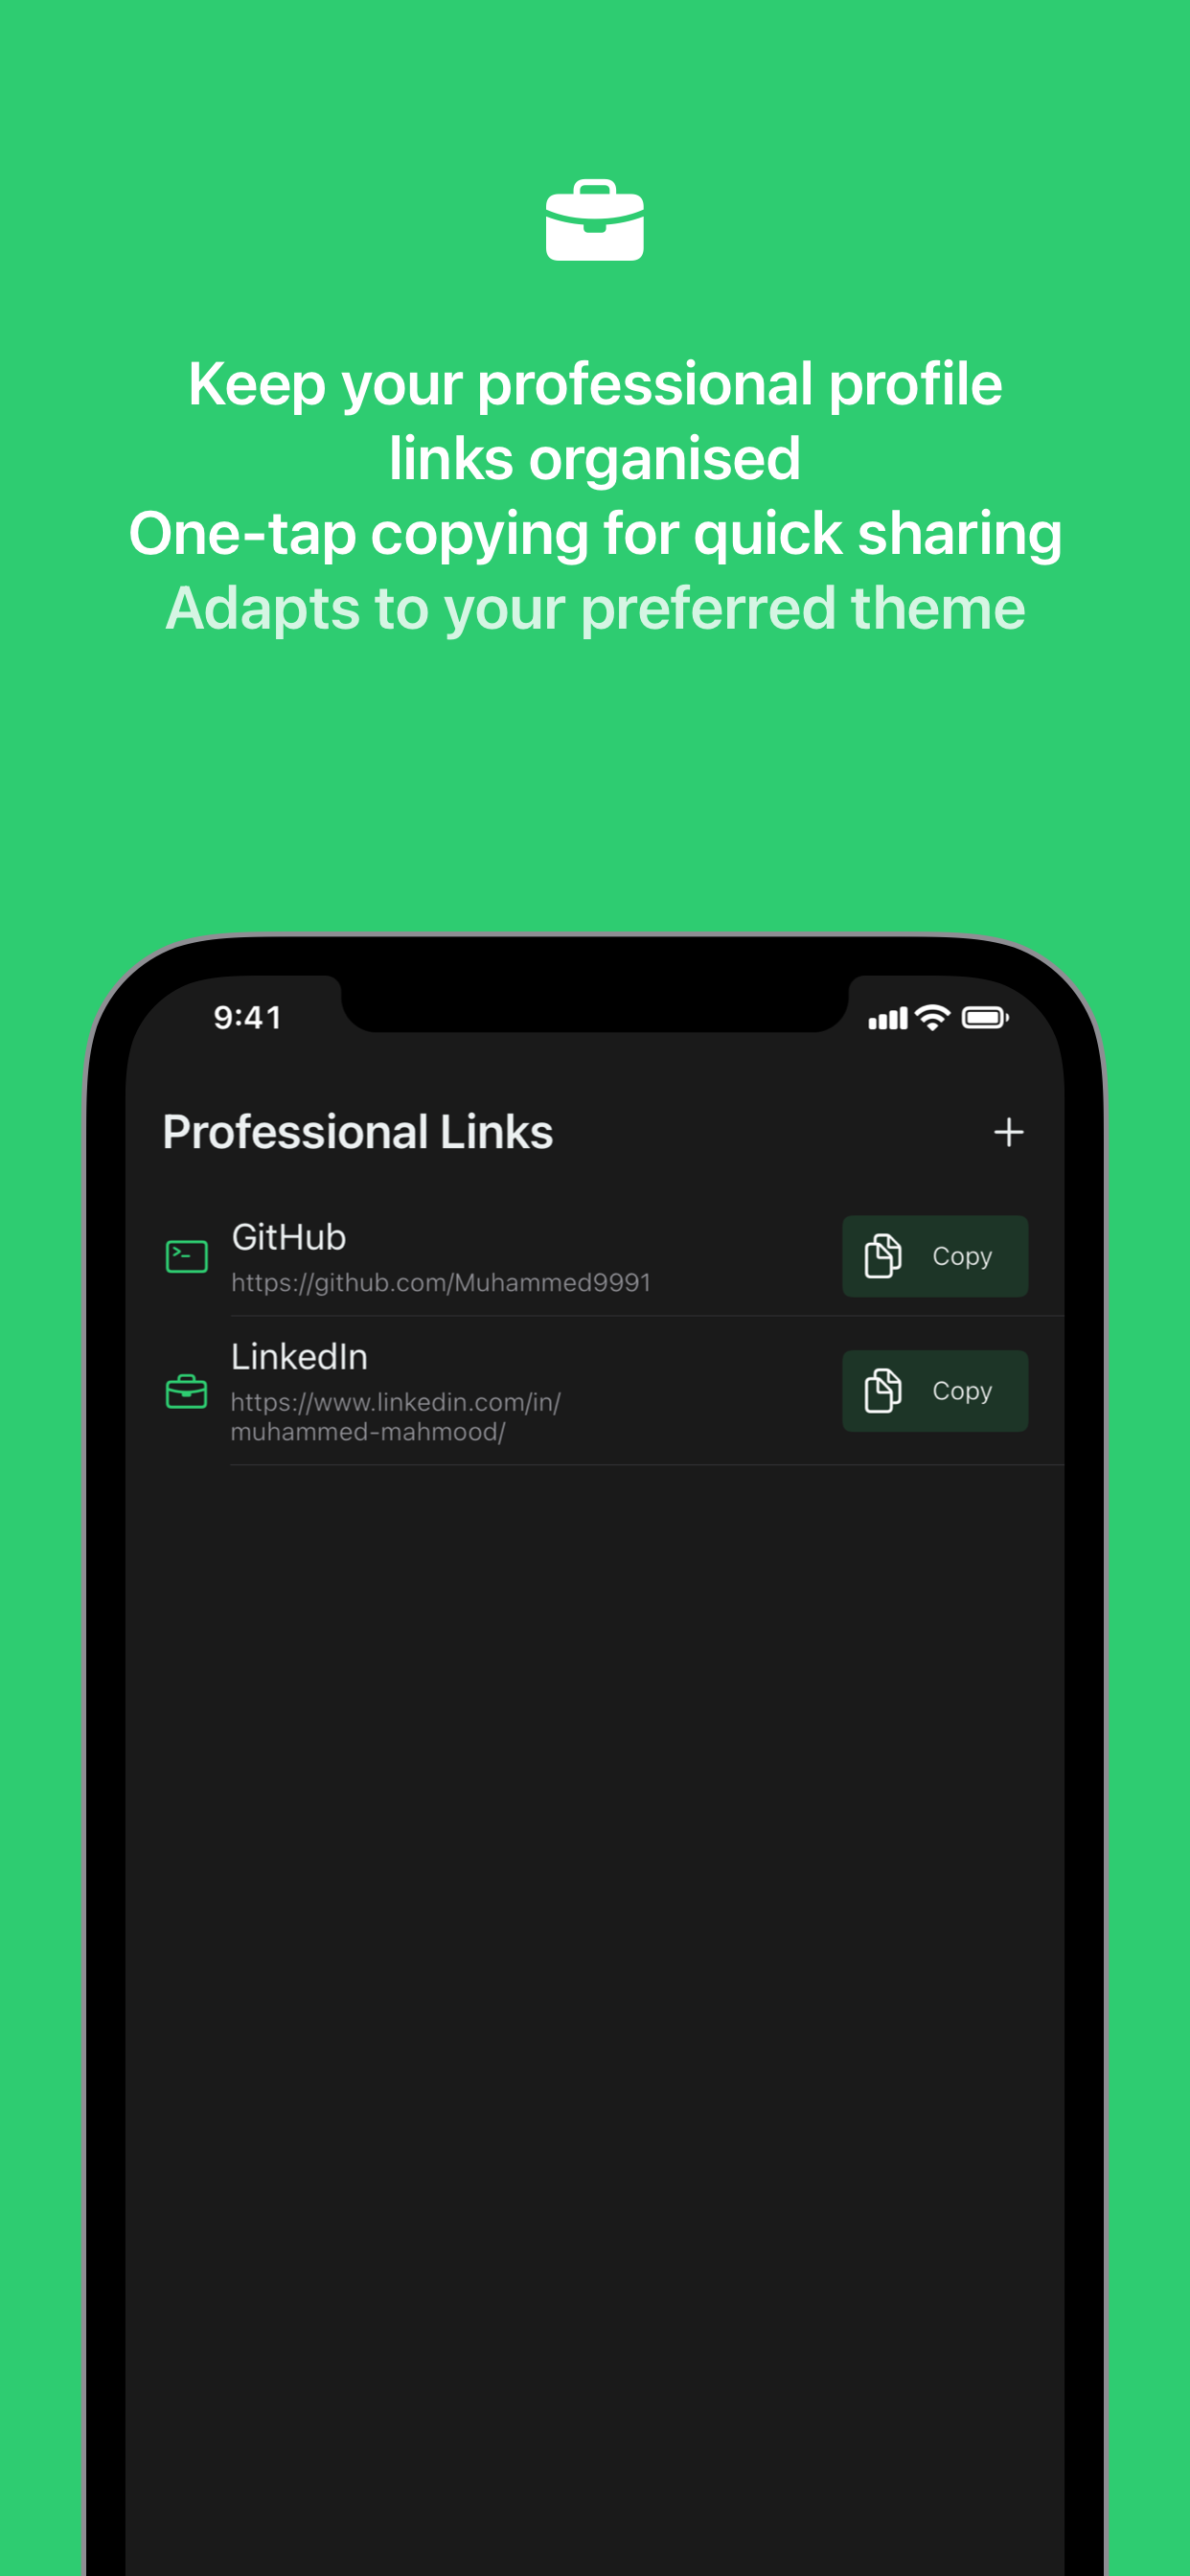 Keep your professional profile
links organised
One-tap copying for quick sharing
Adapts to your preferred theme
9:41
Professional Links
GitHub
https://github.com/Muhammed9991
Copy
LinkedIn
https://www.linkedin.com/in/
muhammed-mahmood/
Copy